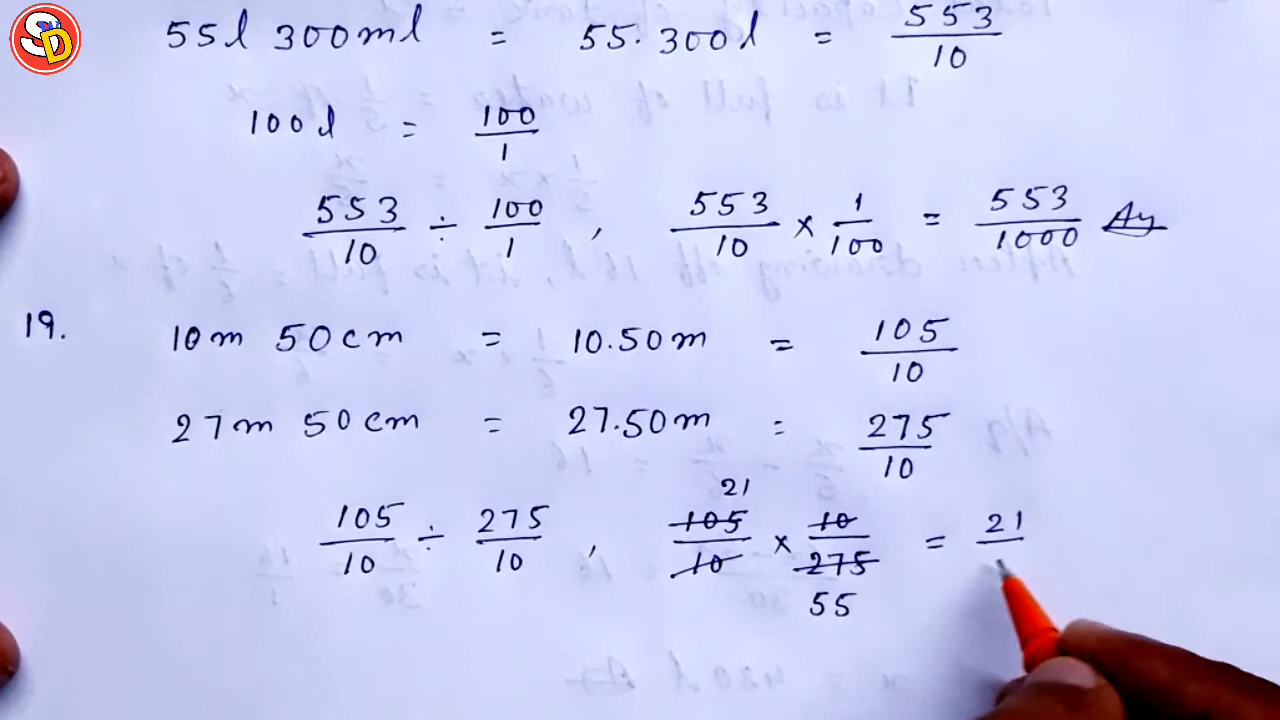 SD
55l 300ml = 55.300l = 553/10
100l = 100/1
553/10 ÷ 100/1 , 553/10 × 1/100 = 553/1000 Ay
19. 10m 50cm = 10.50m = 105/10
27m 50cm = 27.50m = 275/10
21
105/10 ÷ 275/10 , 105/10 × 10/275 = 21/
55